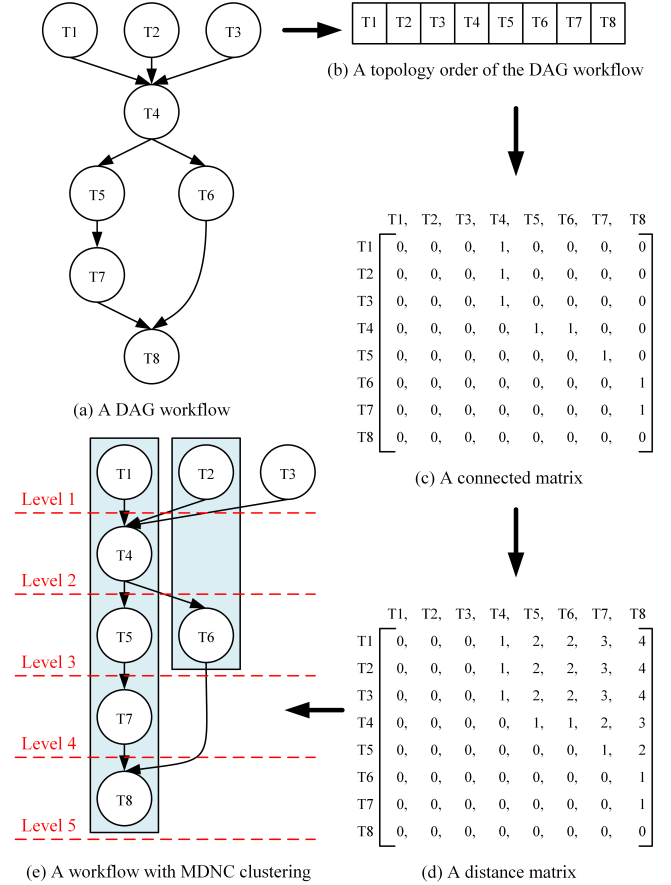 T1 T2 T3
T4
T5 T6
T7
T8
(a) A DAG workflow
T1 T2 T3 T4 T5 T6 T7 T8
(b) A topology order of the DAG workflow
T1, T2, T3, T4, T5, T6, T7, T8
T1 0, 0, 0, 1, 0, 0, 0, 0
T2 0, 0, 0, 1, 0, 0, 0, 0
T3 0, 0, 0, 1, 0, 0, 0, 0
T4 0, 0, 0, 0, 1, 1, 0, 0
T5 0, 0, 0, 0, 0, 0, 1, 0
T6 0, 0, 0, 0, 0, 0, 0, 1
T7 0, 0, 0, 0, 0, 0, 0, 1
T8 0, 0, 0, 0, 0, 0, 0, 0
(c) A connected matrix
T1, T2, T3, T4, T5, T6, T7, T8
T1 0, 0, 0, 1, 2, 2, 3, 4
T2 0, 0, 0, 1, 2, 2, 3, 4
T3 0, 0, 0, 1, 2, 2, 3, 4
T4 0, 0, 0, 0, 1, 1, 2, 3
T5 0, 0, 0, 0, 0, 0, 1, 2
T6 0, 0, 0, 0, 0, 0, 0, 1
T7 0, 0, 0, 0, 0, 0, 0, 1
T8 0, 0, 0, 0, 0, 0, 0, 0
(d) A distance matrix
T1 T2 T3
Level 1
T4
Level 2
T5 T6
Level 3
T7
Level 4
T8
Level 5
(e) A workflow with MDNC clustering